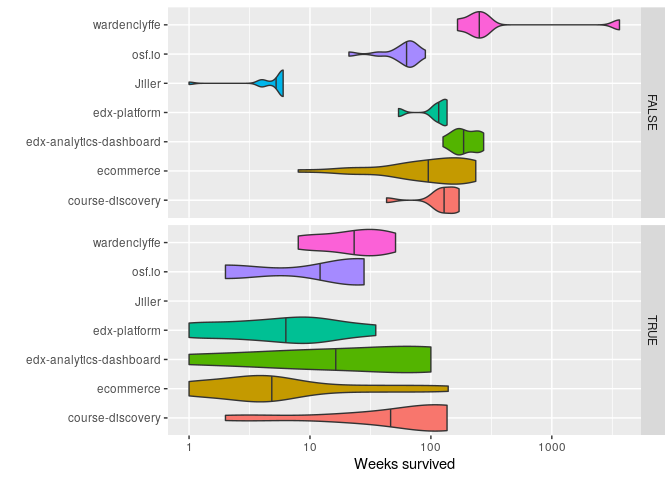 wardenclyffe
osf.io
Jiller
edx-platform
edx-analytics-dashboard
ecommerce
course-discovery
FALSE
wardenclyffe
osf.io
Jiller
edx-platform
edx-analytics-dashboard
ecommerce
course-discovery
TRUE
1 10 100 1000
Weeks survived